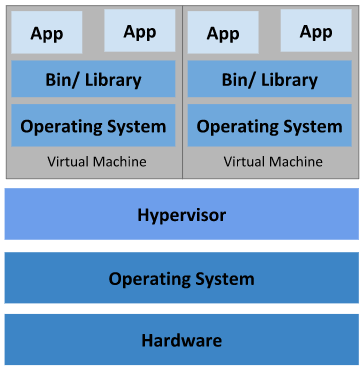 App App App App
Bin/ Library Bin/ Library
Operating System Operating System
Virtual Machine Virtual Machine
Hypervisor
Operating System
Hardware